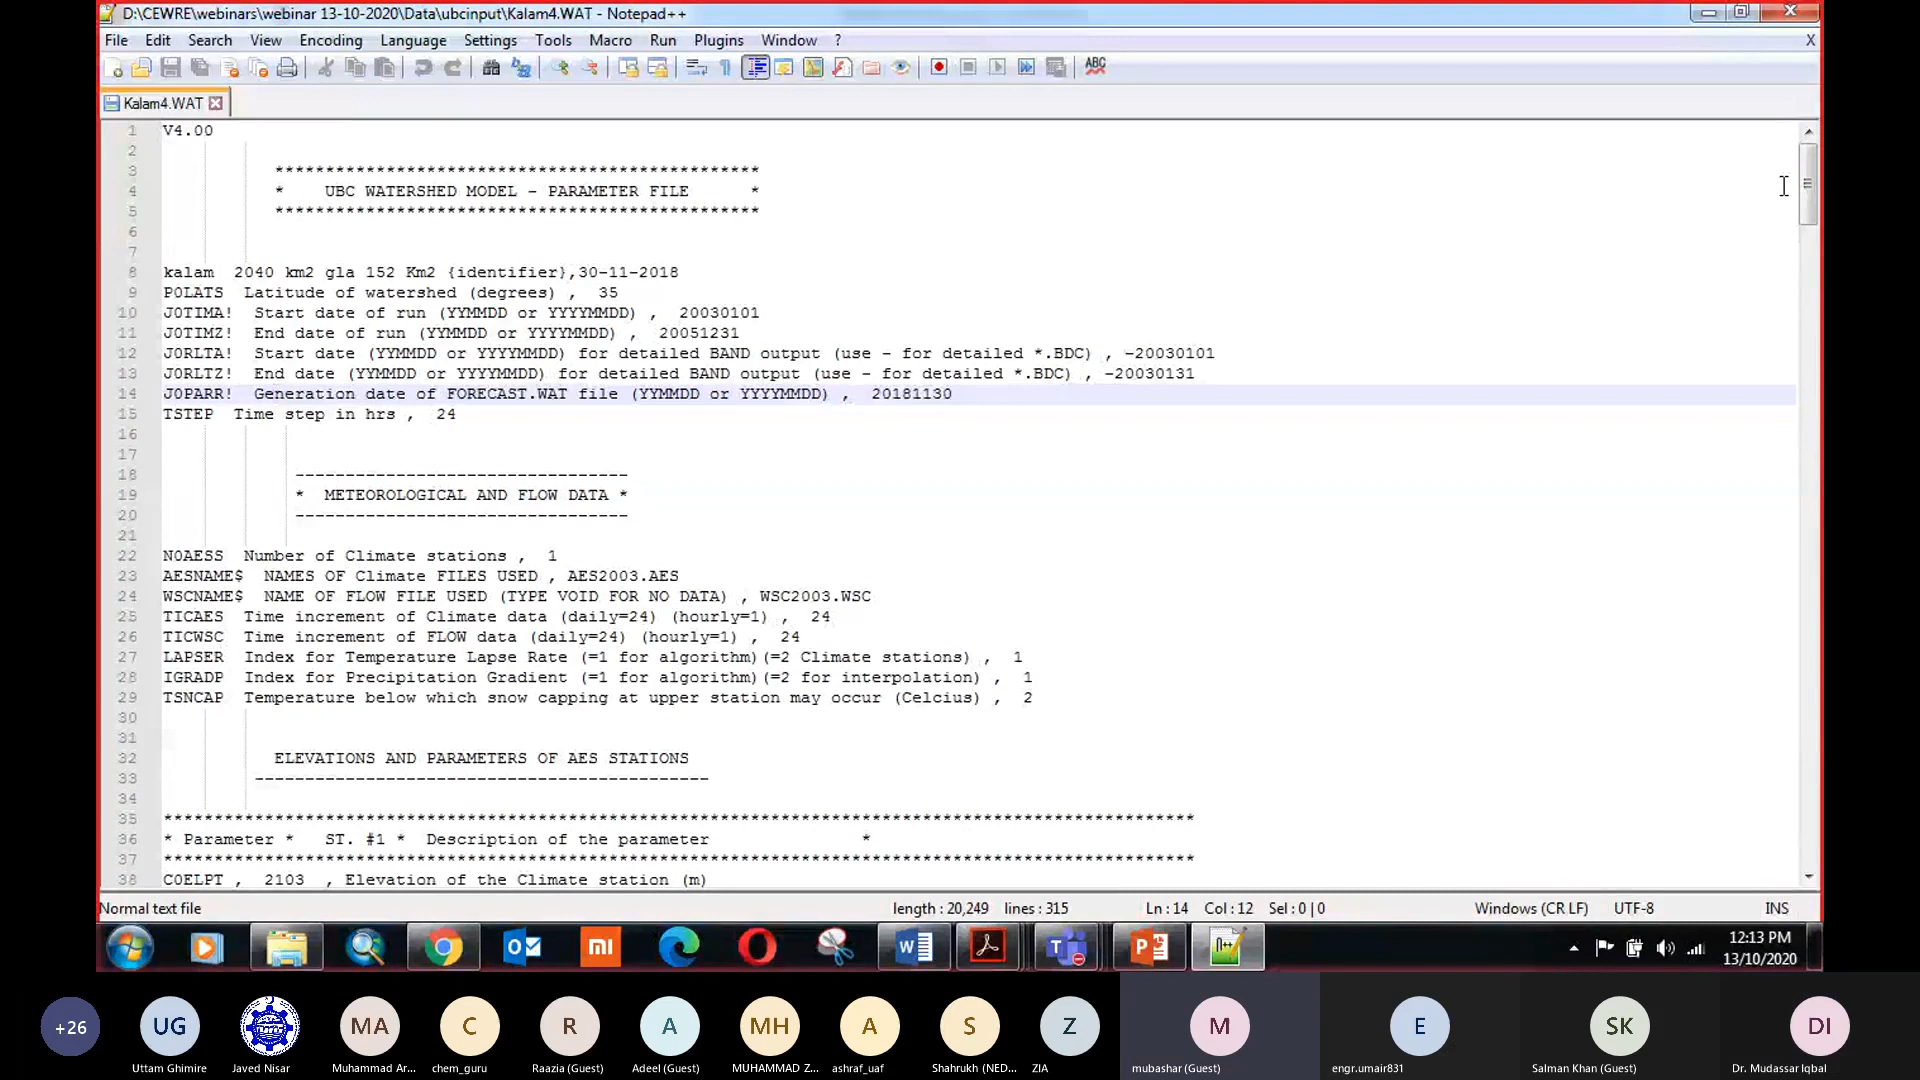 D:\CEWRE\webinars\webinar 13-10-2020\Data\ubcinput\Kalam4.WAT - Notepad++
File Edit Search View Encoding Language Settings Tools Macro Run Plugins Window ? X
ABC
Kalam4.WAT
1 V4.00
2
3 ************************************************
4 * UBC WATERSHED MODEL - PARAMETER FILE *
5 ************************************************
6
7
8 kalam 2040 km2 gla 152 Km2 {identifier},30-11-2018
9 P0LATS Latitude of watershed (degrees) , 35
10 J0TIMA! Start date of run (YYMMDD or YYYYMMDD) , 20030101
11 J0TIMZ! End date of run (YYMMDD or YYYYMMDD) , 20051231
12 J0RLTA! Start date (YYMMDD or YYYYMMDD) for detailed BAND output (use - for detailed *.BDC) , -20030101
13 J0RLTZ! End date (YYMMDD or YYYYMMDD) for detailed BAND output (use - for detailed *.BDC) , -20030131
14 J0PARR! Generation date of FORECAST.WAT file (YYMMDD or YYYYMMDD) , 20181130
15 TSTEP Time step in hrs , 24
16
17
18 ---------------------------------
19 * METEOROLOGICAL AND FLOW DATA *
20 ---------------------------------
21
22 N0AESS Number of Climate stations , 1
23 AESNAME$ NAMES OF Climate FILES USED , AES2003.AES
24 WSCNAME$ NAME OF FLOW FILE USED (TYPE VOID FOR NO DATA) , WSC2003.WSC
25 TICAES Time increment of Climate data (daily=24) (hourly=1) , 24
26 TICWSC Time increment of FLOW data (daily=24) (hourly=1) , 24
27 LAPSER Index for Temperature Lapse Rate (=1 for algorithm)(=2 Climate stations) , 1
28 IGRADP Index for Precipitation Gradient (=1 for algorithm)(=2 for interpolation) , 1
29 TSNCAP Temperature below which snow capping at upper station may occur (Celcius) , 2
30
31
32 ELEVATIONS AND PARAMETERS OF AES STATIONS
33 ---------------------------------------------
34
35 ******************************************************************************************************
36 * Parameter * ST. #1 * Description of the parameter *
37 ******************************************************************************************************
38 C0ELPT , 2103 , Elevation of the Climate station (m)
Normal text file length : 20,249 lines : 315 Ln : 14 Col : 12 Sel : 0 | 0 Windows (CR LF) UTF-8 INS
12:13 PM
13/10/2020
+26 UG MA C R A MH A S Z M E SK DI
Uttam Ghimire Javed Nisar Muhammad Ar... chem_guru Raazia (Guest) Adeel (Guest) MUHAMMAD Z... ashraf_uaf Shahrukh (NED... ZIA mubashar (Guest) engr.umair831 Salman Khan (Guest) Dr. Mudassar Iqbal